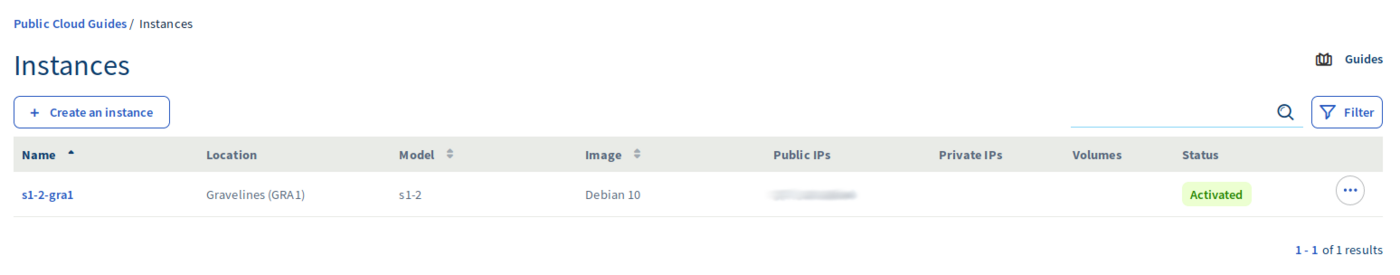 Public Cloud Guides / Instances
Instances
Guides
+ Create an instance
Filter
Name Location Model Image Public IPs Private IPs Volumes Status
s1-2-gra1 Gravelines (GRA1) s1-2 Debian 10 Activated
1 - 1 of 1 results